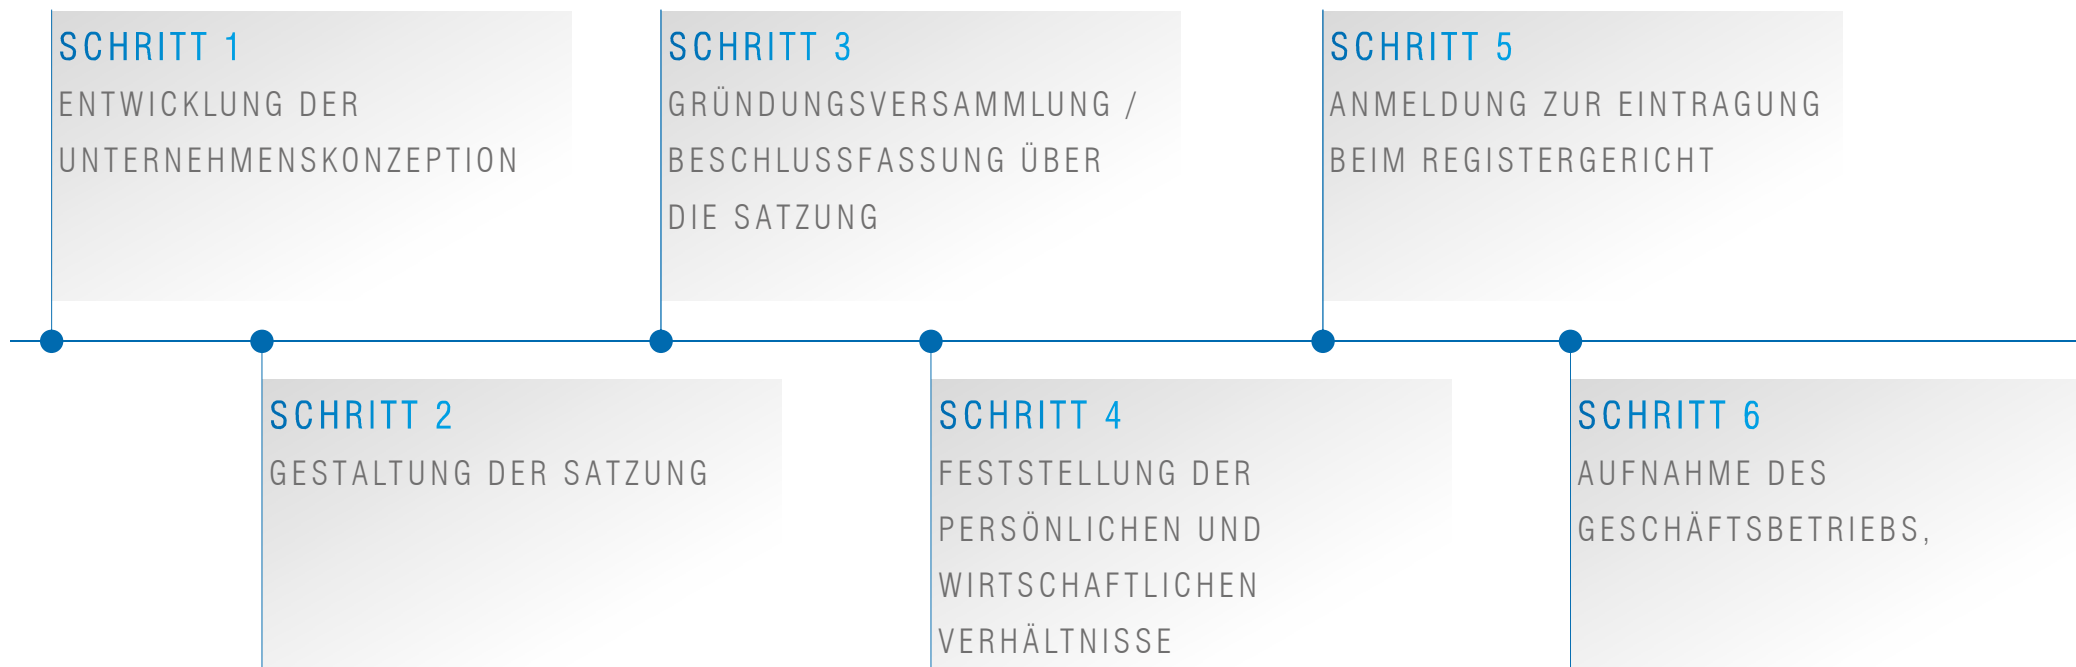 SCHRITT 1
ENTWICKLUNG DER
UNTERNEHMENSKONZEPTION
SCHRITT 2
GESTALTUNG DER SATZUNG
SCHRITT 3
GRÜNDUNGSVERSAMMLUNG /
BESCHLUSSFASSUNG ÜBER
DIE SATZUNG
SCHRITT 4
FESTSTELLUNG DER
PERSÖNLICHEN UND
WIRTSCHAFTLICHEN
VERHÄLTNISSE
SCHRITT 5
ANMELDUNG ZUR EINTRAGUNG
BEIM REGISTERGERICHT
SCHRITT 6
AUFNAHME DES
GESCHÄFTSBETRIEBS,